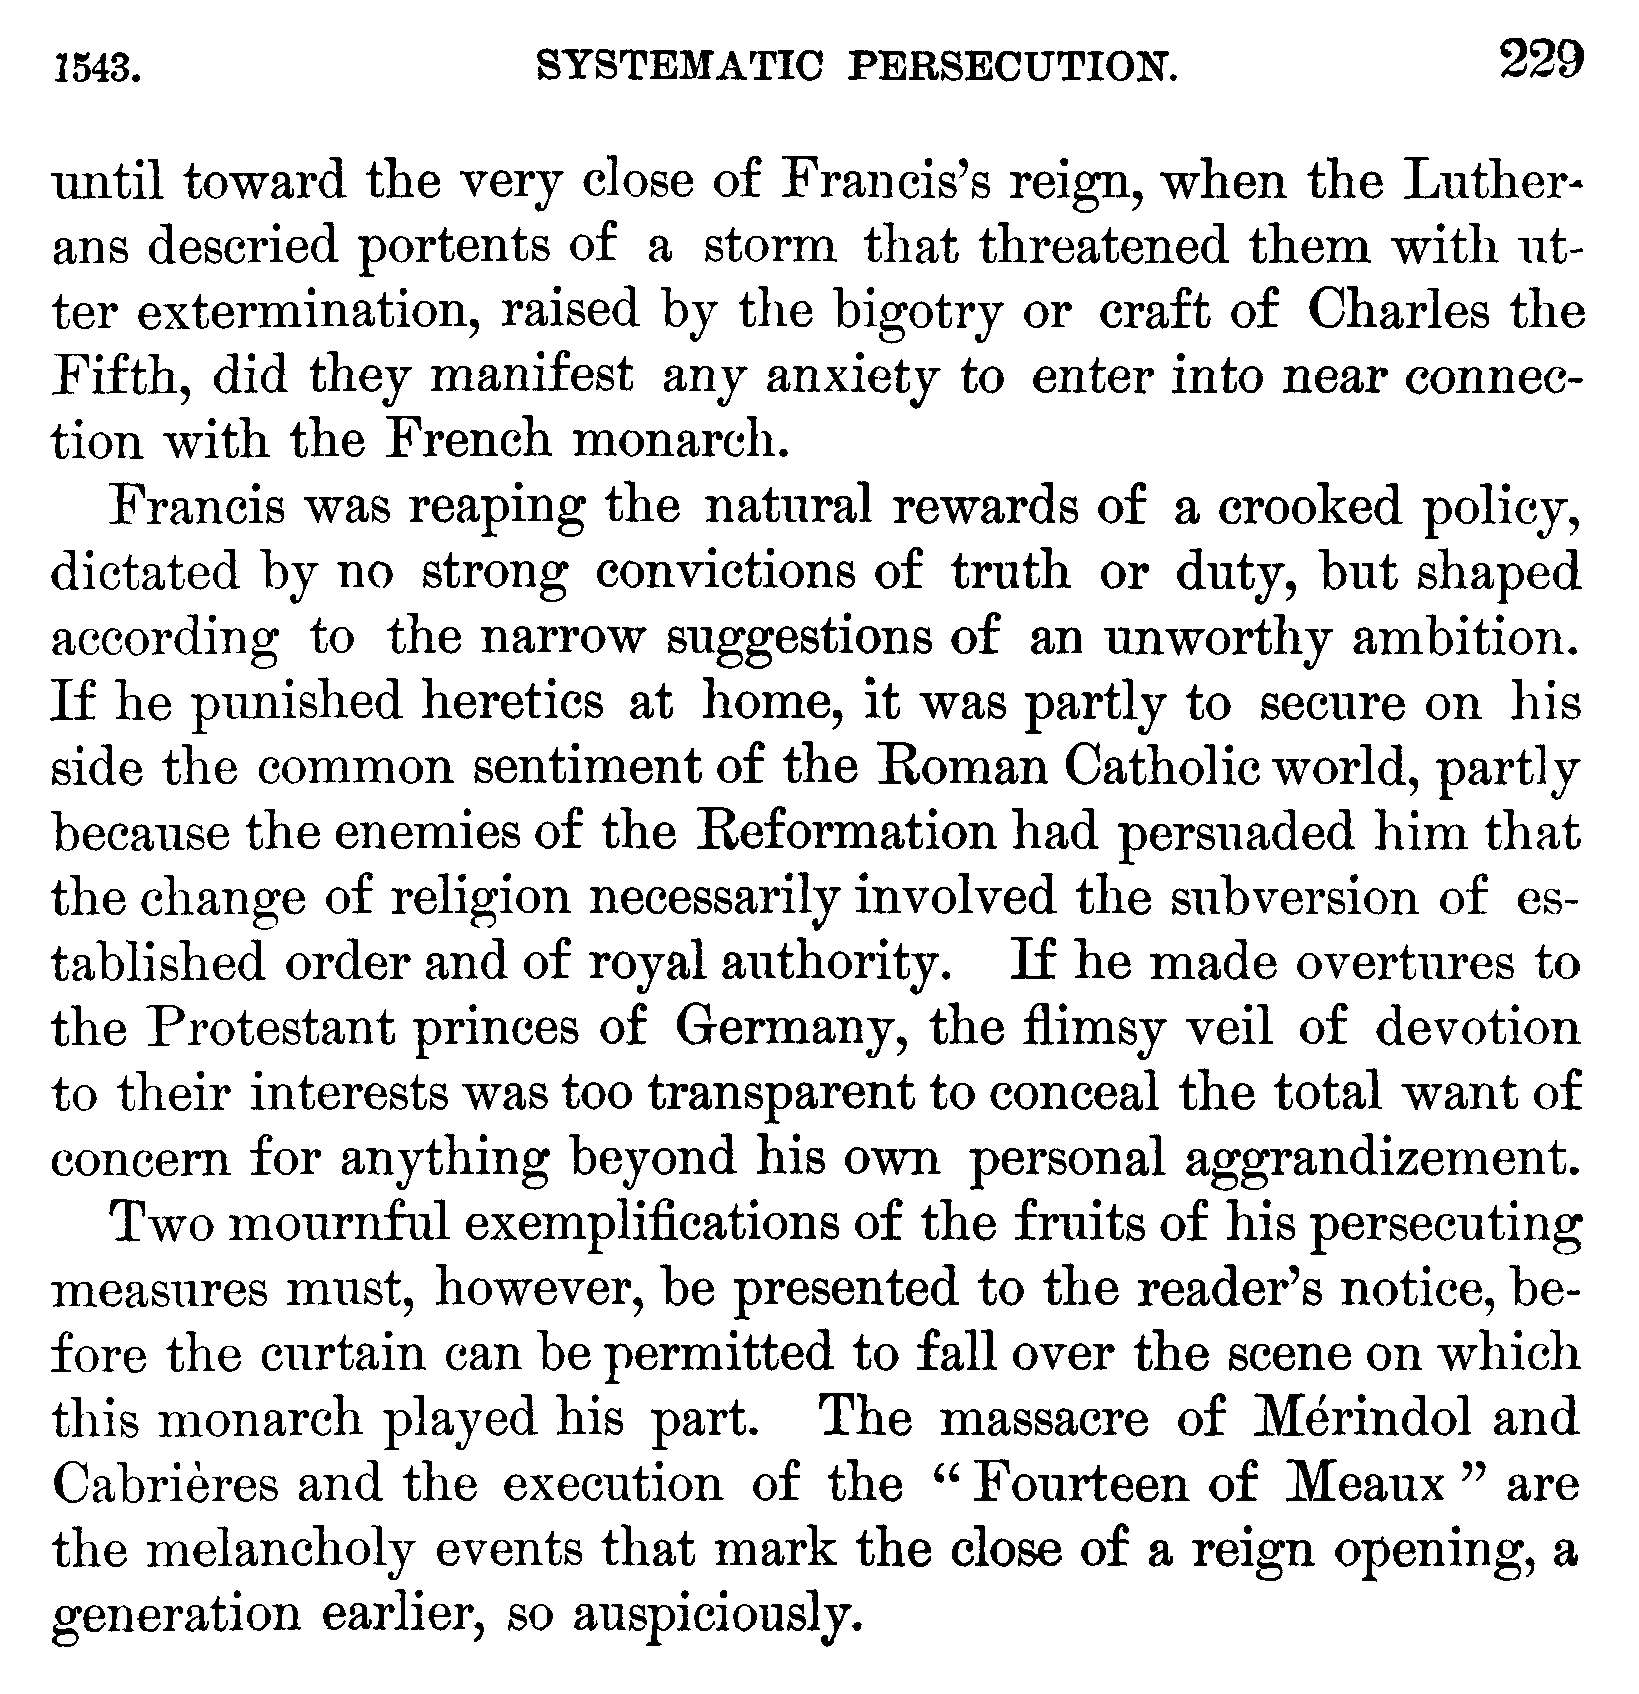 1543. SYSTEMATIC PERSECUTION. 229
until toward the very close of Francis's reign, when the Luther-
ans descried portents of a storm that threatened them with ut-
ter extermination, raised by the bigotry or craft of Charles the
Fifth, did they manifest any anxiety to enter into near connec-
tion with the French monarch.
Francis was reaping the natural rewards of a crooked policy,
dictated by no strong convictions of truth or duty, but shaped
according to the narrow suggestions of an unworthy ambition.
If he punished heretics at home, it was partly to secure on his
side the common sentiment of the Roman Catholic world, partly
because the enemies of the Reformation had persuaded him that
the change of religion necessarily involved the subversion of es-
tablished order and of royal authority. If he made overtures to
the Protestant princes of Germany, the flimsy veil of devotion
to their interests was too transparent to conceal the total want of
concern for anything beyond his own personal aggrandizement.
Two mournful exemplifications of the fruits of his persecuting
measures must, however, be presented to the reader's notice, be-
fore the curtain can be permitted to fall over the scene on which
this monarch played his part. The massacre of Mérindol and
Cabrières and the execution of the “ Fourteen of Meaux ” are
the melancholy events that mark the close of a reign opening, a
generation earlier, so auspiciously.